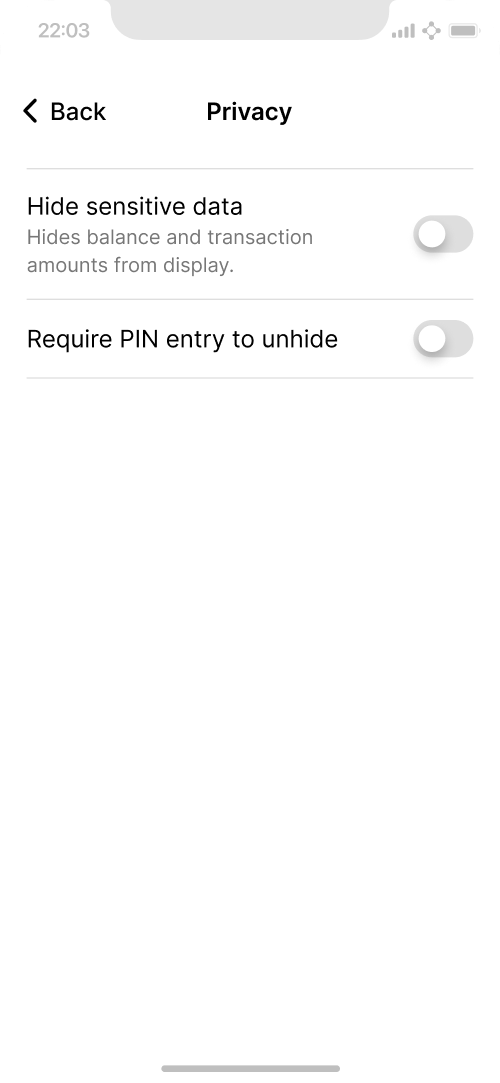 22:03
Back
Privacy
Hide sensitive data
Hides balance and transaction
amounts from display.
Require PIN entry to unhide